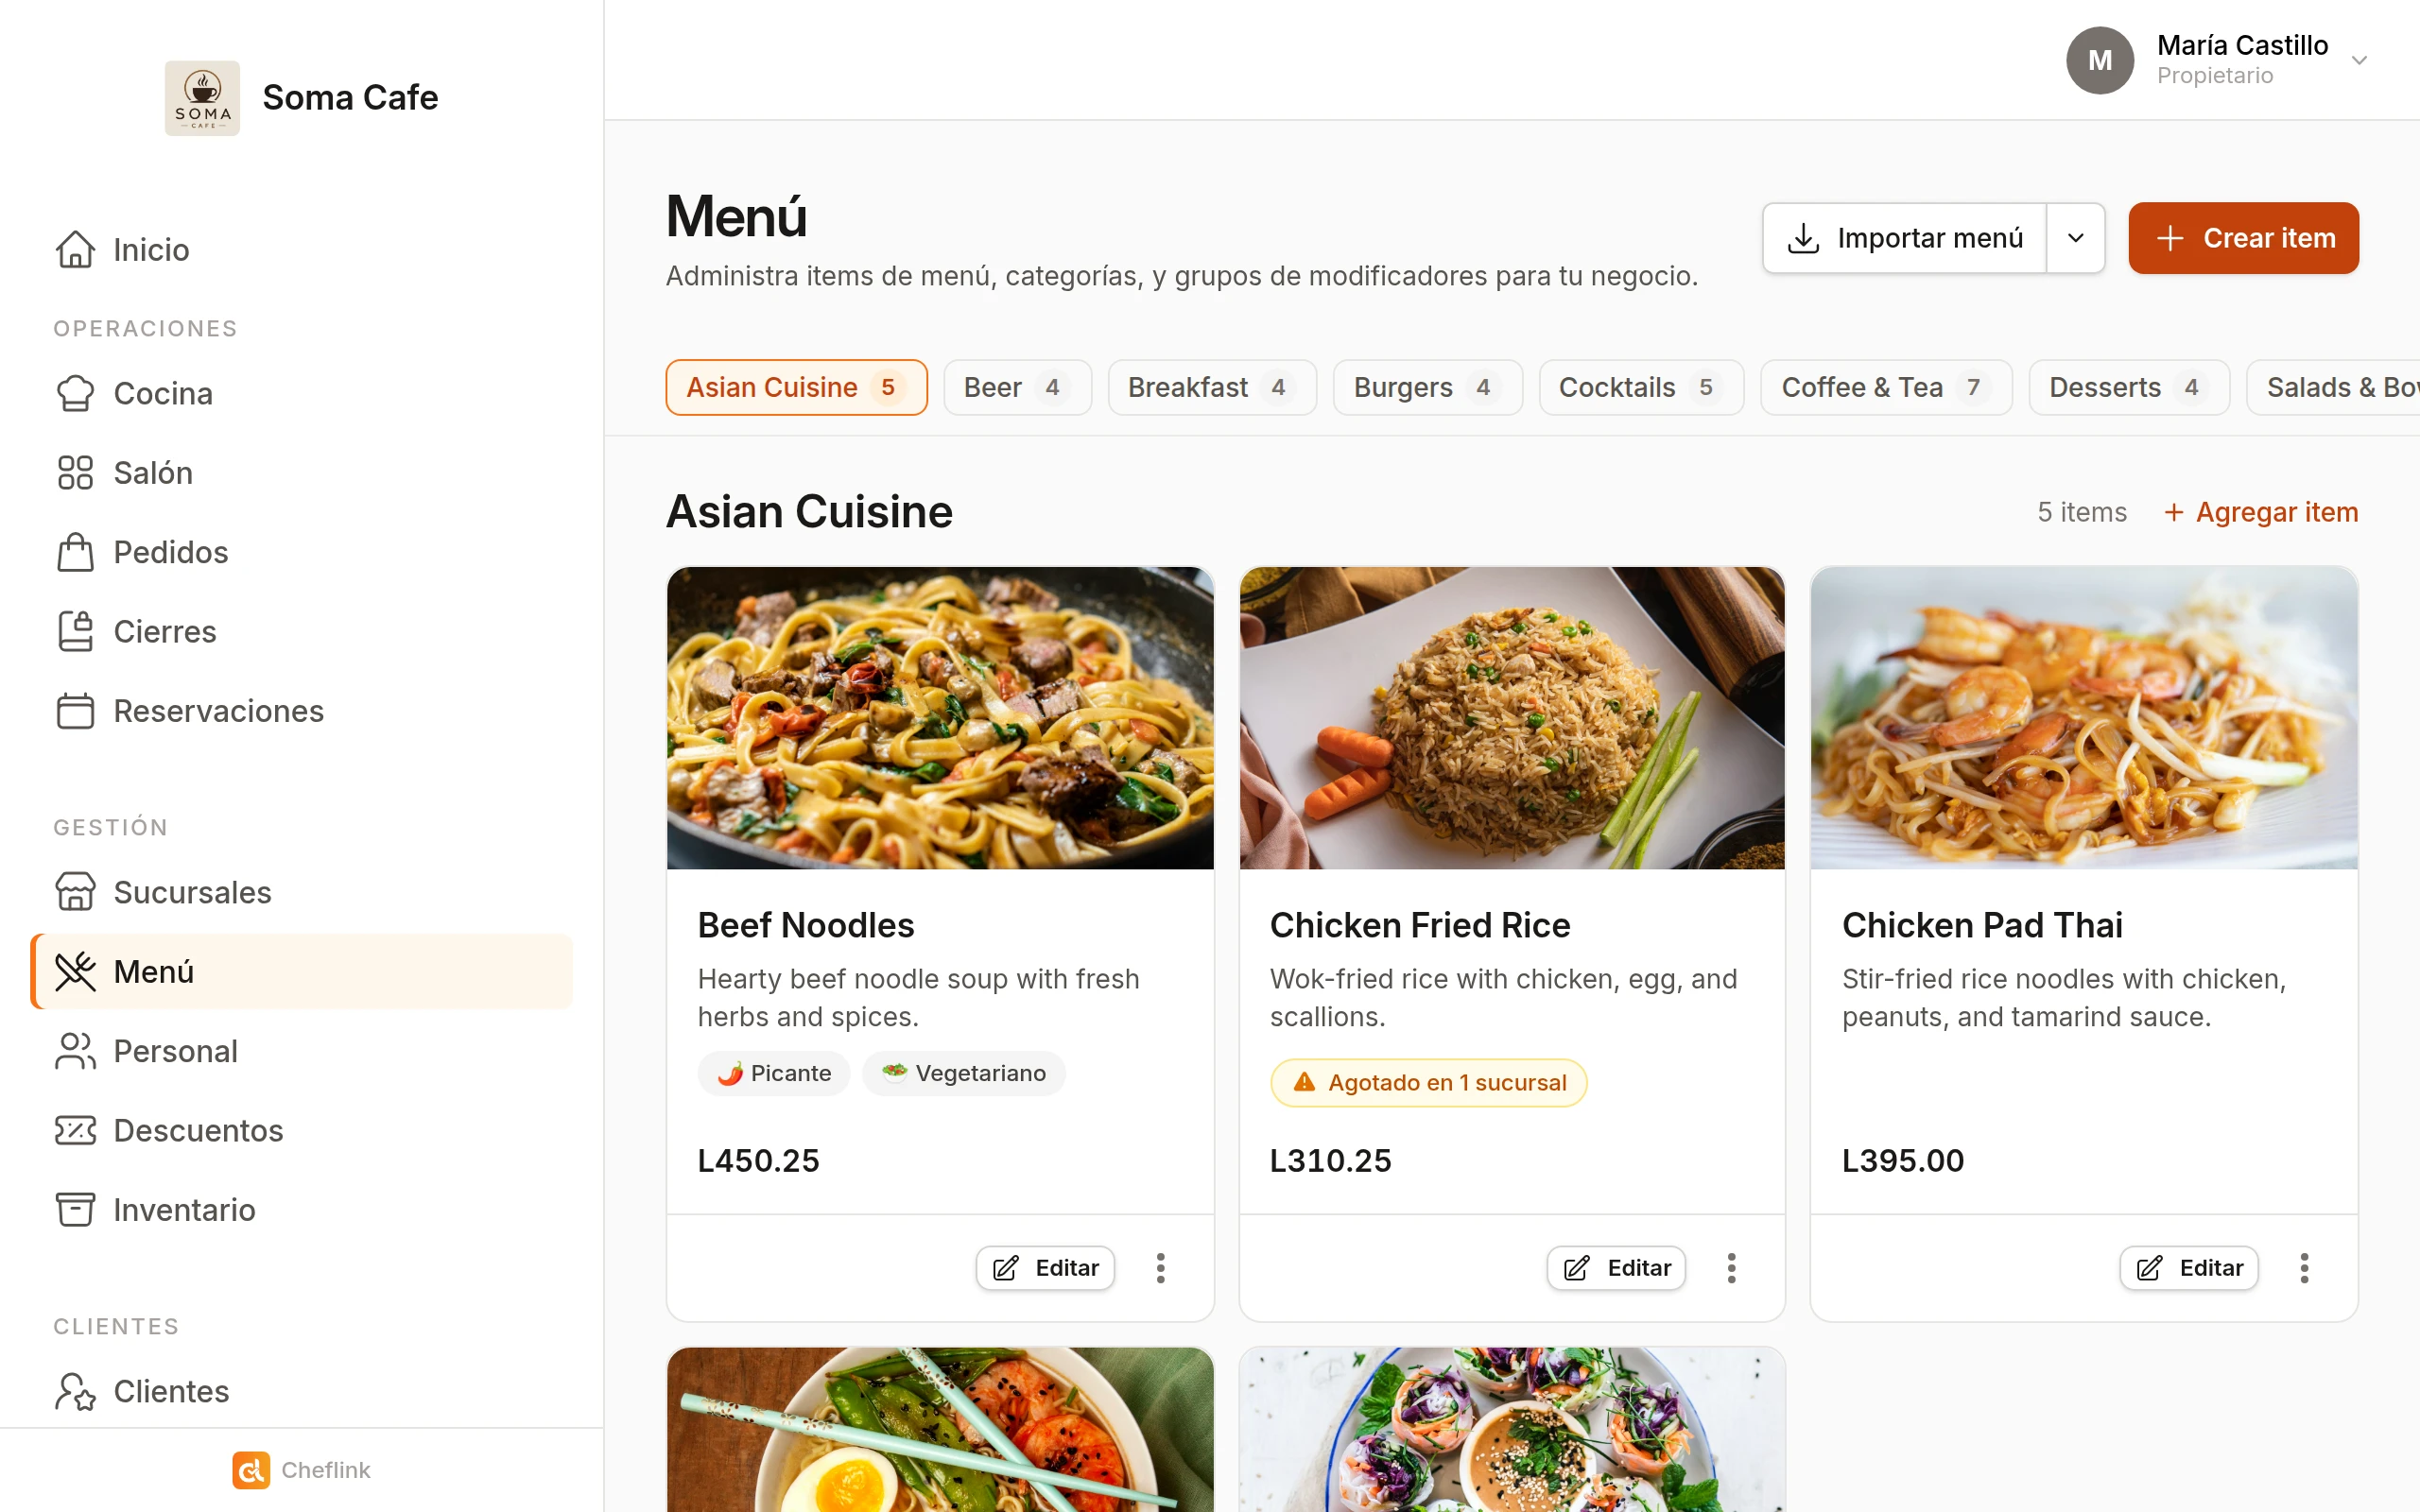 SOMA
CAFE
Soma Cafe
Inicio
OPERACIONES
Cocina
Salón
Pedidos
Cierres
Reservaciones
GESTIÓN
Sucursales
Menú
Personal
Descuentos
Inventario
CLIENTES
Clientes
Cheflink
M
María Castillo
Propietario
Menú
Administra items de menú, categorías, y grupos de modificadores para tu negocio.
Importar menú
Crear item
Asian Cuisine 5
Beer 4
Breakfast 4
Burgers 4
Cocktails 5
Coffee & Tea 7
Desserts 4
Salads & Bo
Asian Cuisine
5 items
+ Agregar item
Beef Noodles
Hearty beef noodle soup with fresh
herbs and spices.
Picante
Vegetariano
L450.25
Editar
Chicken Fried Rice
Wok-fried rice with chicken, egg, and
scallions.
Agotado en 1 sucursal
L310.25
Editar
Chicken Pad Thai
Stir-fried rice noodles with chicken,
peanuts, and tamarind sauce.
L395.00
Editar